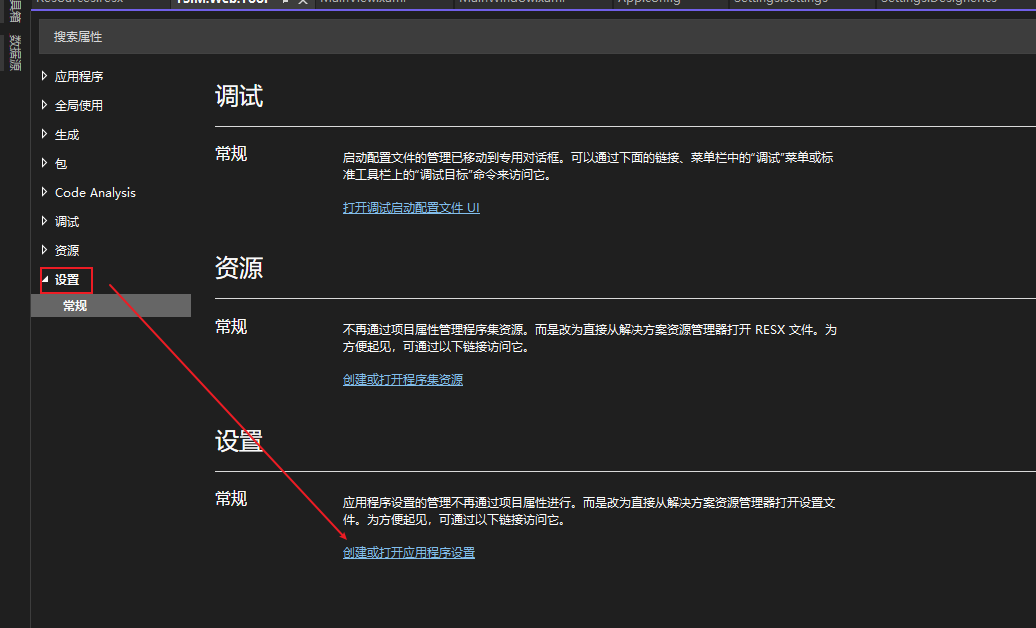 Resources.resx
TSIM.Web.Tool
MainView.xaml
MainWindow.xaml
App.config
Settings.settings
Settings.Designer.cs
具箱
数据源
搜索属性
应用程序
全局使用
生成
包
Code Analysis
调试
资源
设置
常规
调试
常规
启动配置文件的管理已移动到专用对话框。可以通过下面的链接、菜单栏中的“调试”菜单或标
准工具栏上的“调试目标”命令来访问它。
打开调试启动配置文件 UI
资源
常规
不再通过项目属性管理程序集资源。而是改为直接从解决方案资源管理器打开 RESX 文件。为
方便起见，可通过以下链接访问它。
创建或打开程序集资源
设置
常规
应用程序设置的管理不再通过项目属性进行。而是改为直接从解决方案资源管理器打开设置文
件。为方便起见，可通过以下链接访问它。
创建或打开应用程序设置